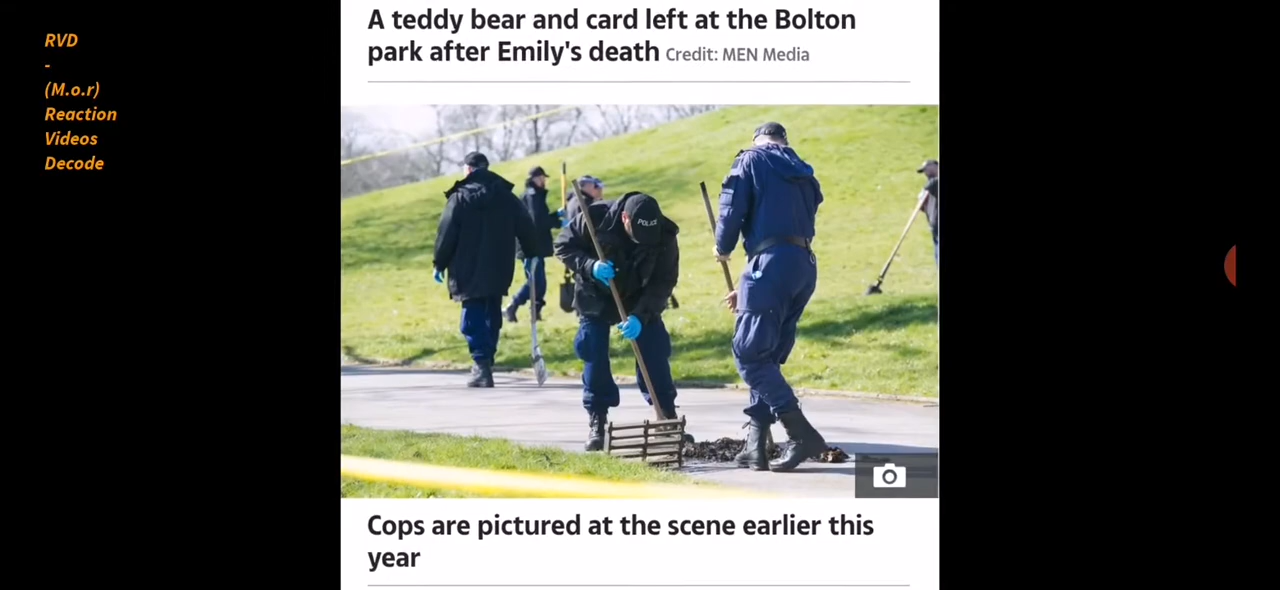 RVD
-
(M.o.r)
Reaction
Videos
Decode
A teddy bear and card left at the Bolton
park after Emily's death Credit: MEN Media
POLICE
Cops are pictured at the scene earlier this
year